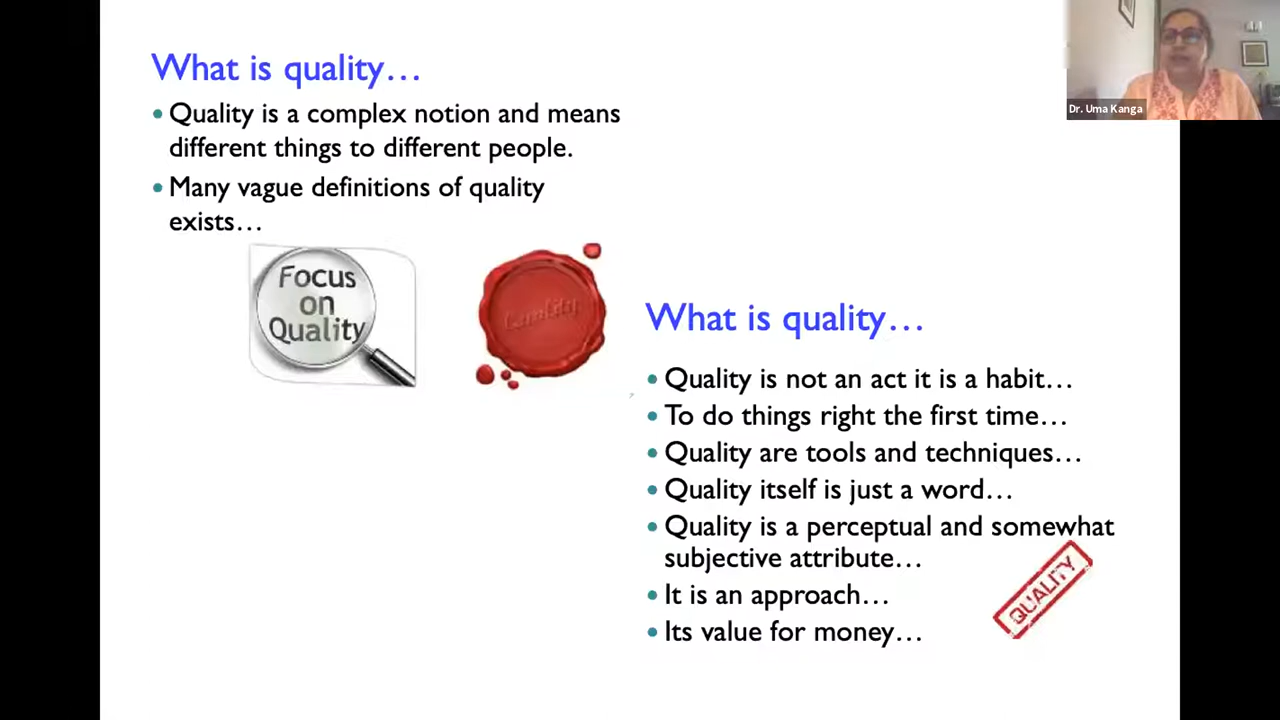 What is quality…
• Quality is a complex notion and means
different things to different people.
• Many vague definitions of quality
exists…
Focus
on
Quality
Quality
What is quality…
• Quality is not an act it is a habit…
• To do things right the first time…
• Quality are tools and techniques…
• Quality itself is just a word…
• Quality is a perceptual and somewhat
subjective attribute…
• It is an approach…
• Its value for money…
QUALITY
Dr. Uma Kanga